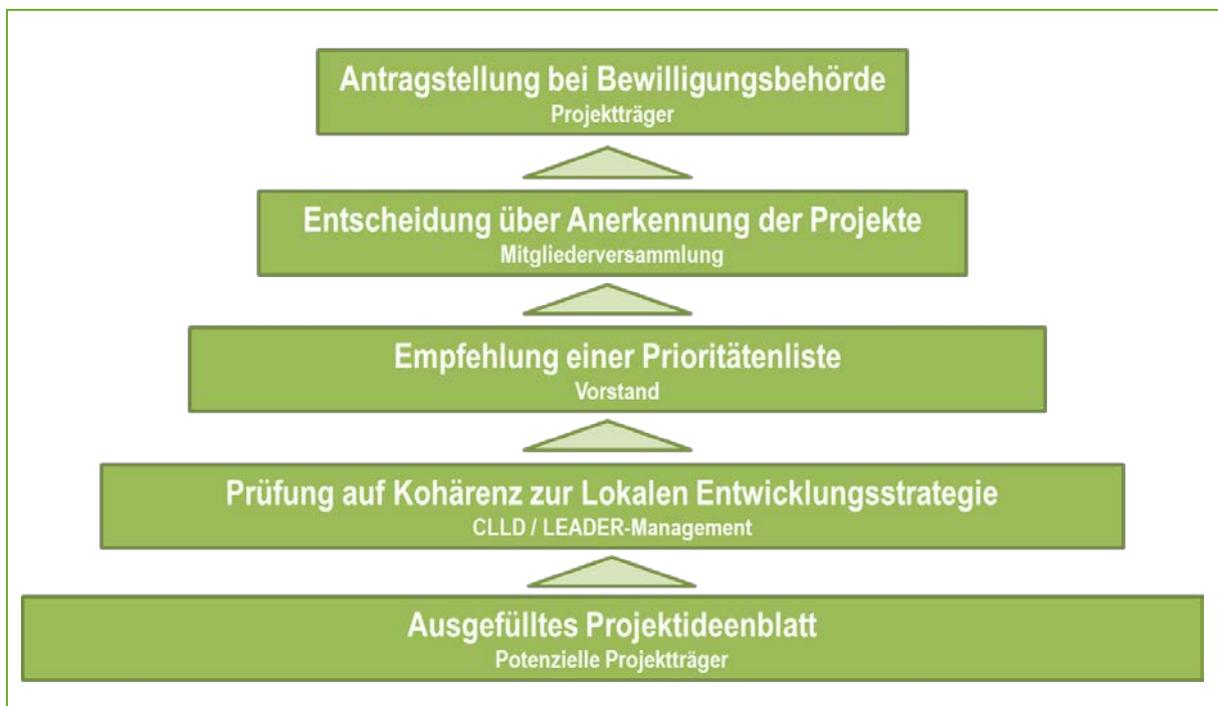 Antragstellung bei Bewilligungsbehörde
Projektträger
Entscheidung über Anerkennung der Projekte
Mitgliederversammlung
Empfehlung einer Prioritätenliste
Vorstand
Prüfung auf Kohärenz zur Lokalen Entwicklungsstrategie
CLLD / LEADER-Management
Ausgefülltes Projektideenblatt
Potenzielle Projektträger